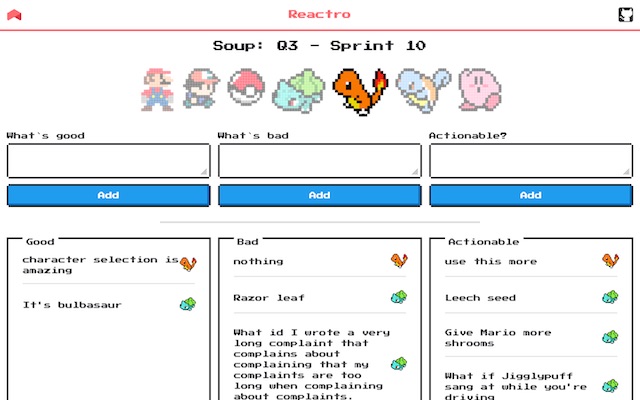 Reactro
Soup: Q3 - Sprint 10
What`s good
What`s bad
Actionable?
Add
Add
Add
Good
character selection is
amazing
It's bulbasaur
Bad
nothing
Razor leaf
What id I wrote a very
long complaint that
complains about
complaining that my
complaints are too
long when complaining
about complaints.
Actionable
use this more
Leech seed
Give Mario more
shrooms
What if Jigglypuff
sang at while you're
driving